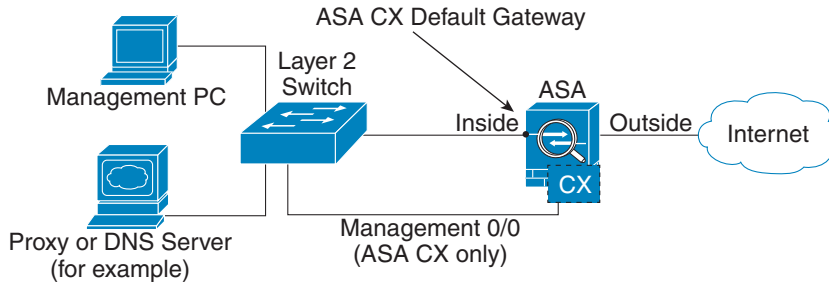 ASA CX Default Gateway
Layer 2
Switch
Management PC
ASA
Inside
Outside
Internet
CX
Proxy or DNS Server
(for example)
Management 0/0
(ASA CX only)